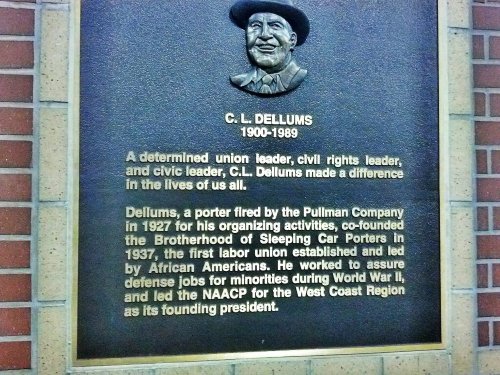 C. L. DELLUMS
1900-1989
A determined union leader, civil rights leader,
and civic leader, C.L. Dellums made a difference
in the lives of us all.
Dellums, a porter fired by the Pullman Company
in 1927 for his organizing activities, co-founded
the Brotherhood of Sleeping Car Porters in
1937, the first labor union established and led
by African Americans. He worked to assure
defense jobs for minorities during World War II,
and led the NAACP for the West Coast Region
as its founding president.